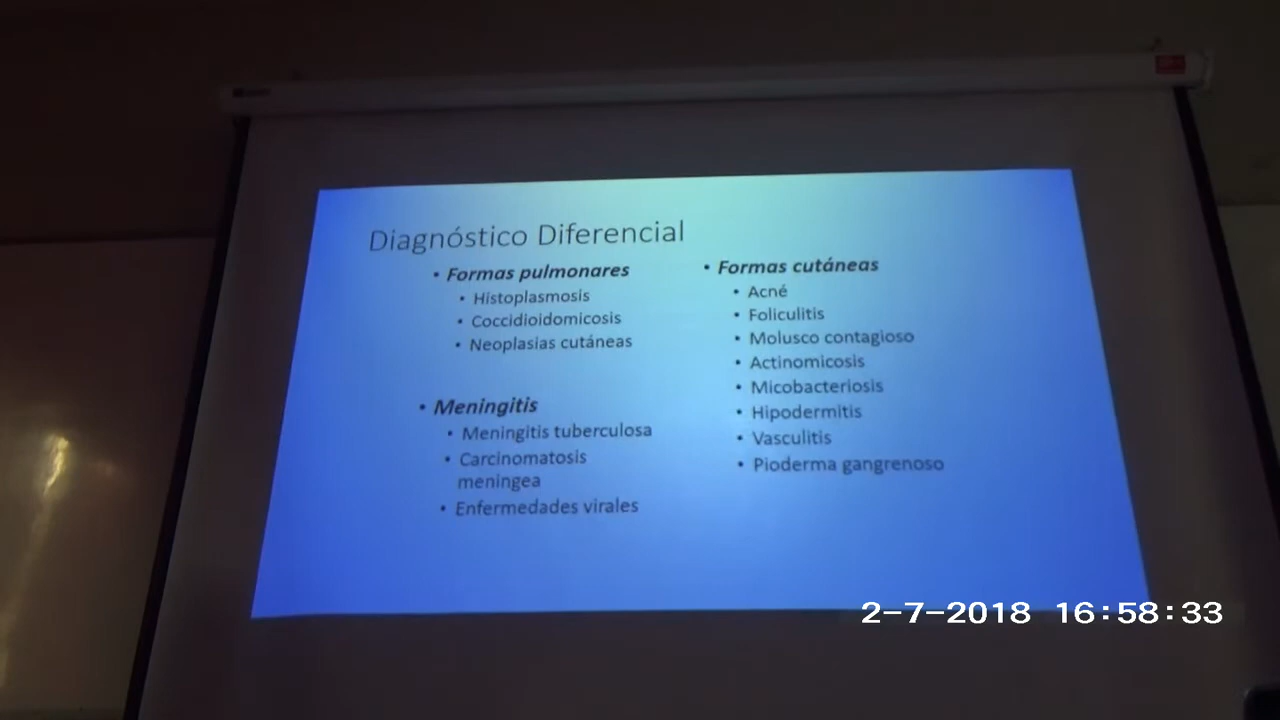 Diagnóstico Diferencial
• Formas pulmonares
• Histoplasmosis
• Coccidioidomicosis
• Neoplasias cutáneas
• Meningitis
• Meningitis tuberculosa
• Carcinomatosis
meningea
• Enfermedades virales
• Formas cutáneas
• Acné
• Foliculitis
• Molusco contagioso
• Actinomicosis
• Micobacteriosis
• Hipodermitis
• Vasculitis
• Pioderma gangrenoso
2-7-2018 16:58:33